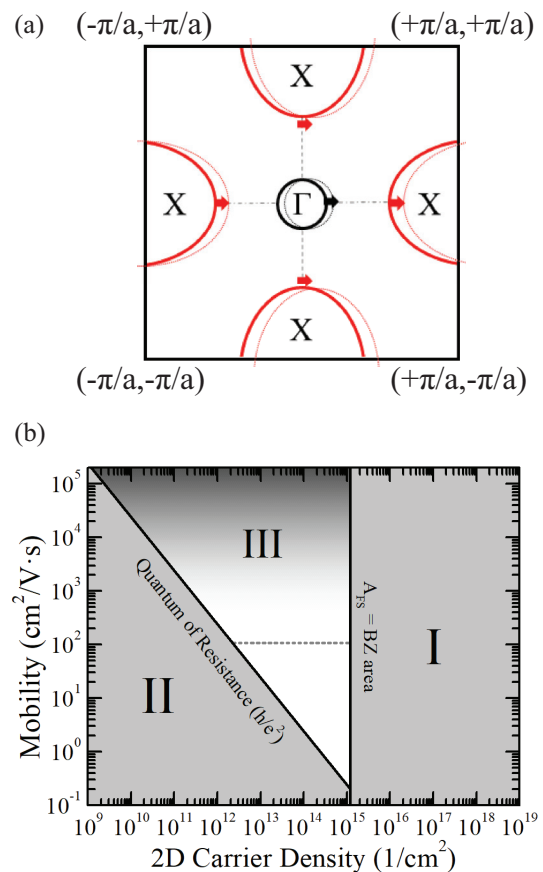 (a)
(-π/a,+π/a) (+π/a,+π/a)
X
X Γ X
X
(-π/a,-π/a) (+π/a,-π/a)
(b)
Mobility (cm²/V·s)
10⁵
10⁴
10³
10²
10¹
10⁰
10⁻¹
III
II
I
Quantum of Resistance (h/e²)
A_FS = BZ area
10⁹ 10¹⁰ 10¹¹ 10¹² 10¹³ 10¹⁴ 10¹⁵ 10¹⁶ 10¹⁷ 10¹⁸ 10¹⁹
2D Carrier Density (1/cm²)